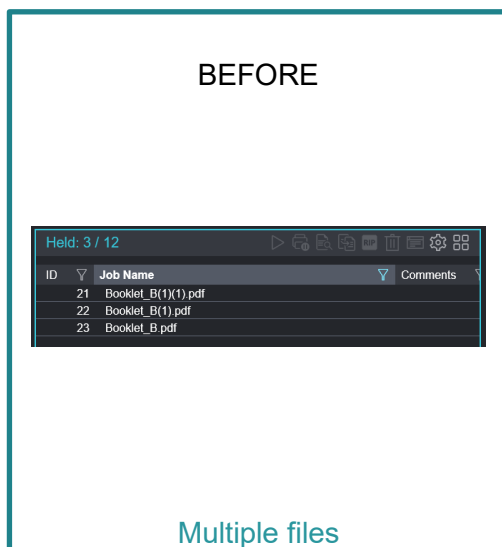 BEFORE
Held: 3 / 12
RIP
ID Job Name Comments
21 Booklet_B(1)(1).pdf
22 Booklet_B(1).pdf
23 Booklet_B.pdf
Multiple files